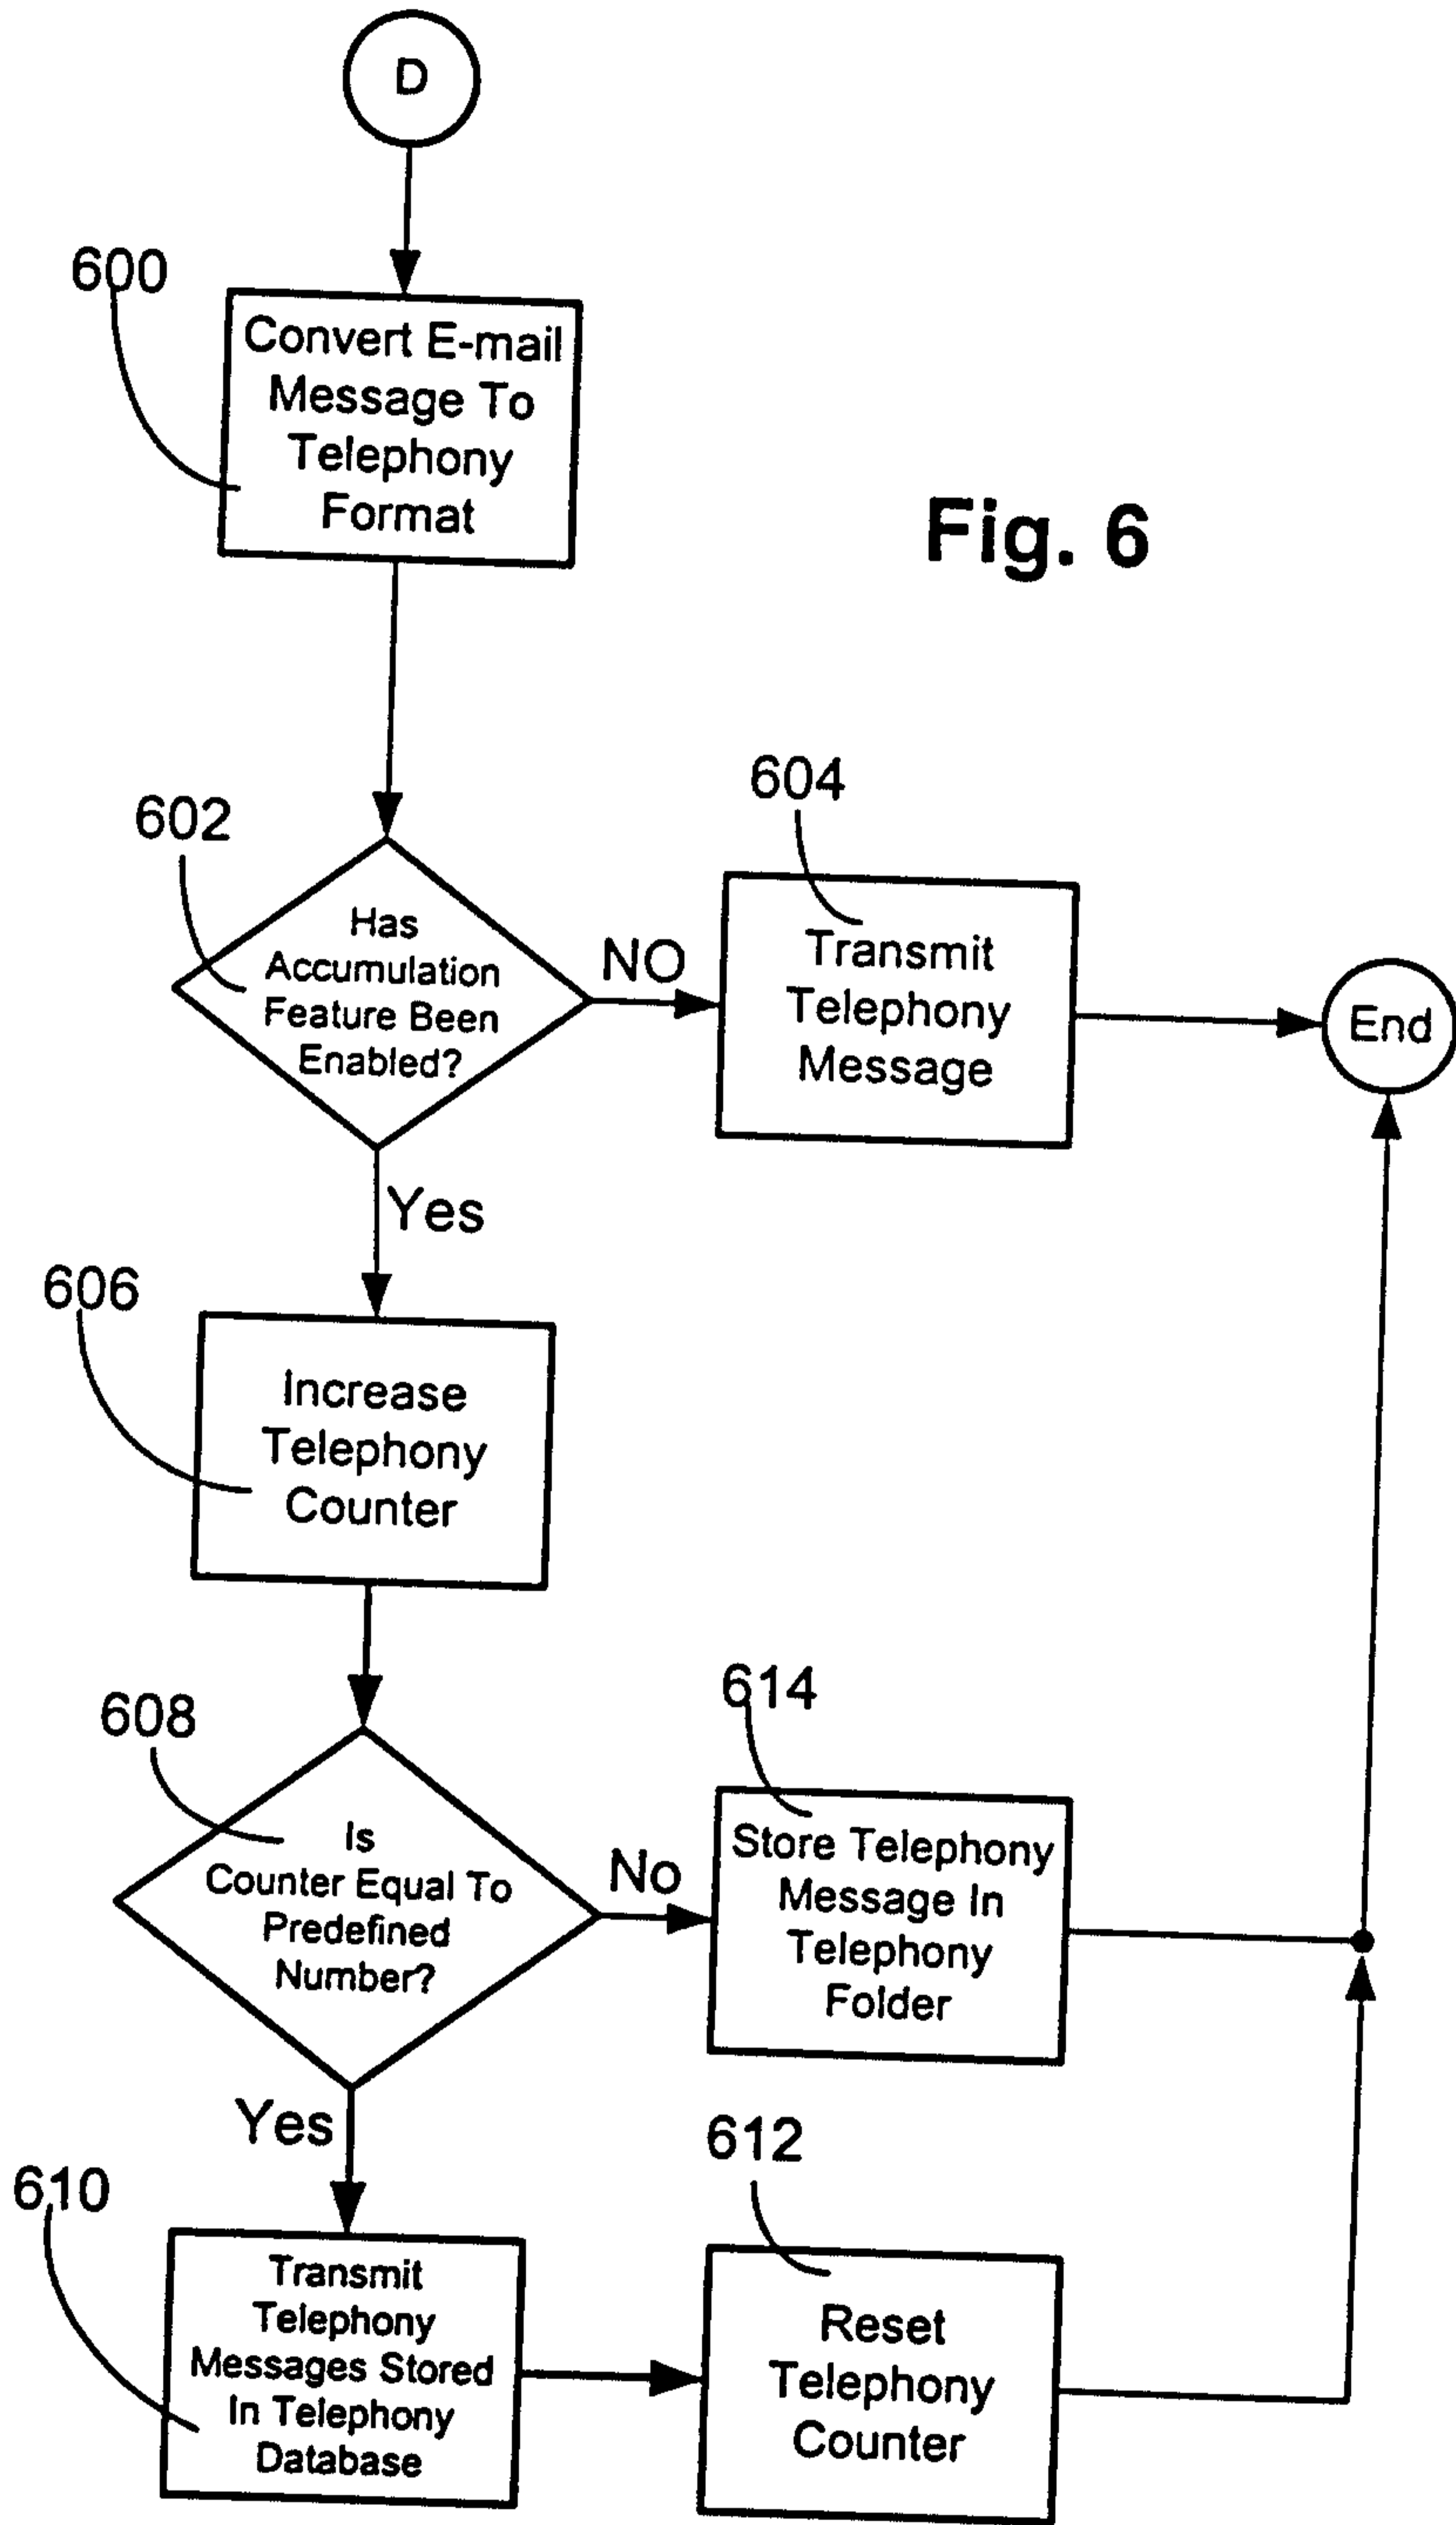 D
600
Convert E-mail
Message To
Telephony
Format
Fig. 6
602
Has
Accumulation
Feature Been
Enabled?
NO
604
Transmit
Telephony
Message
End
Yes
606
Increase
Telephony
Counter
608
Is
Counter Equal To
Predefined
Number?
No
614
Store Telephony
Message In
Telephony
Folder
Yes
610
Transmit
Telephony
Messages Stored
In Telephony
Database
612
Reset
Telephony
Counter